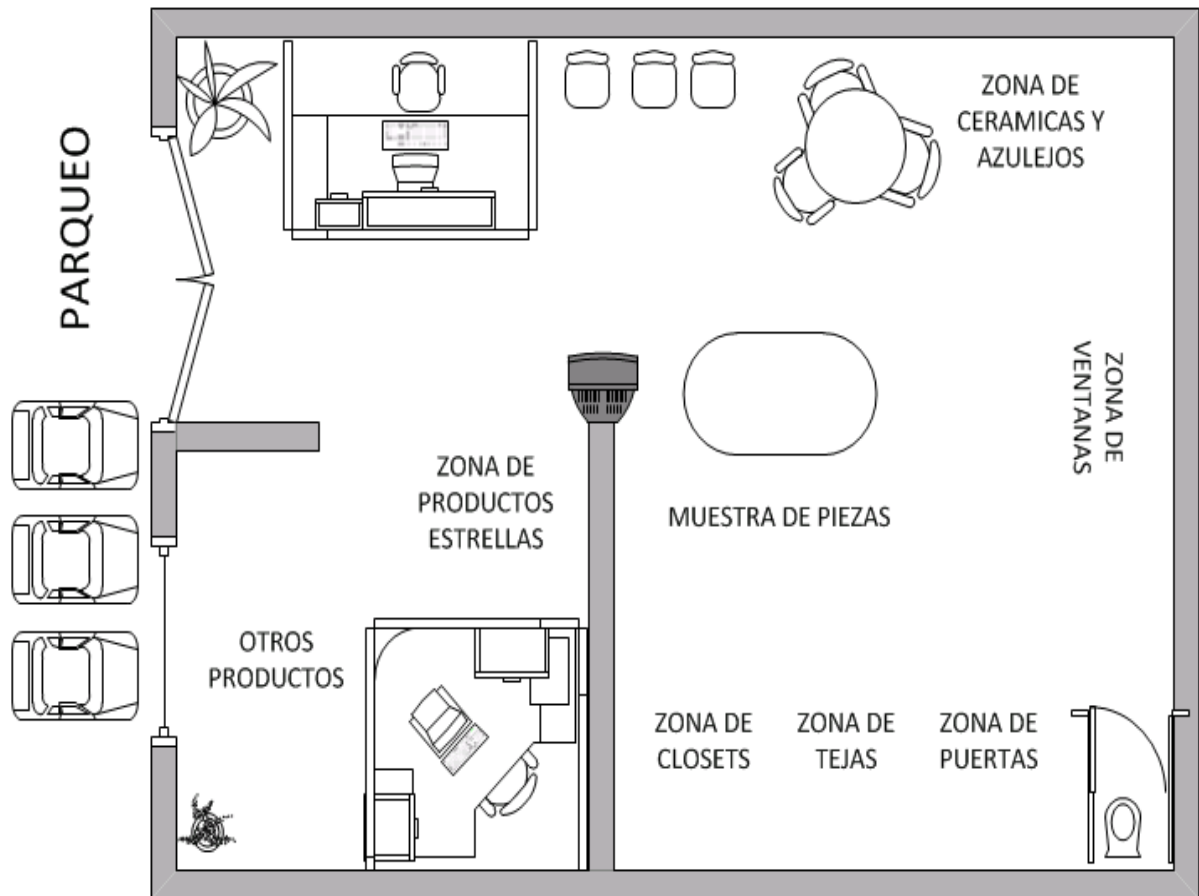 PARQUEO
ZONA DE
CERAMICAS Y
AZULEJOS
ZONA DE
VENTANAS
ZONA DE
PRODUCTOS
ESTRELLAS
MUESTRA DE PIEZAS
OTROS
PRODUCTOS
ZONA DE
CLOSETS
ZONA DE
TEJAS
ZONA DE
PUERTAS